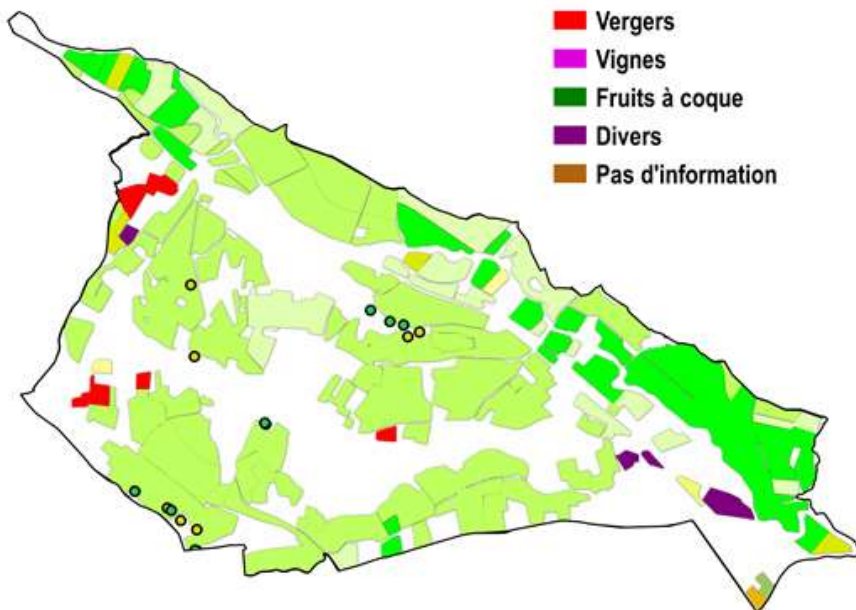 Vergers
Vignes
Fruits à coque
Divers
Pas d'information